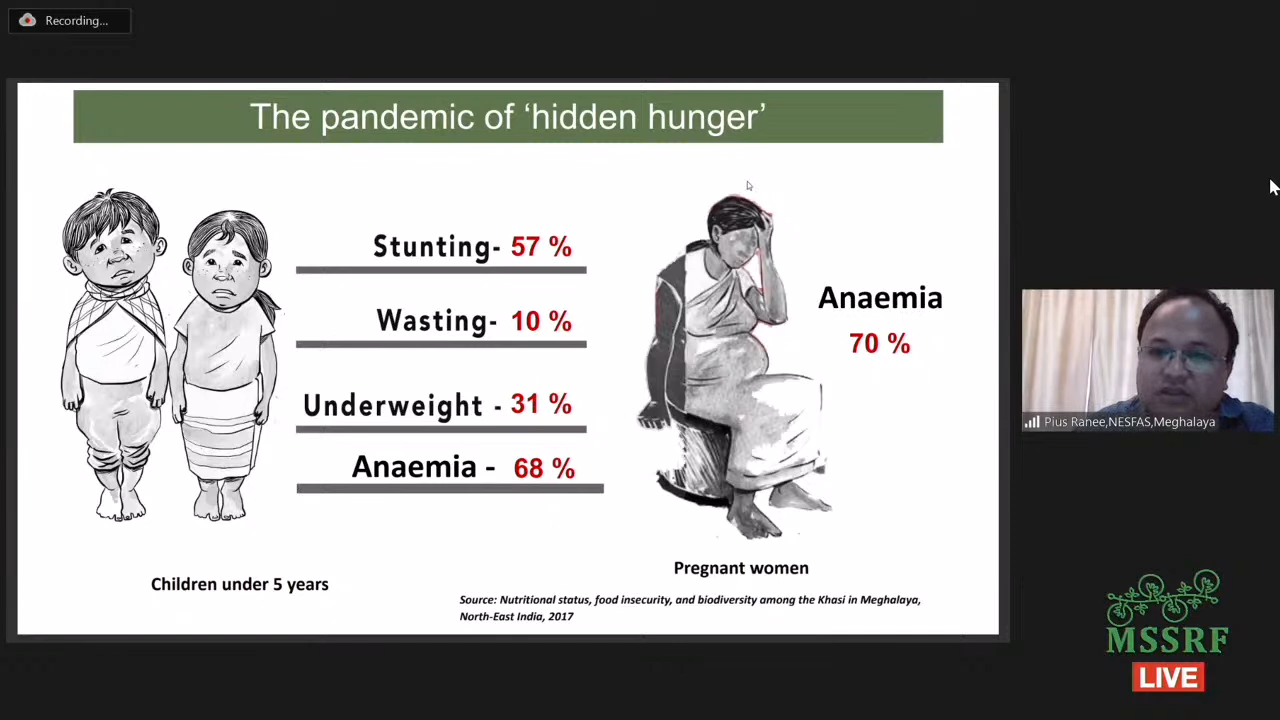 Recording...
The pandemic of ‘hidden hunger’
Stunting- 57 %
Wasting- 10 %
Underweight - 31 %
Anaemia - 68 %
Children under 5 years
Anaemia
70 %
Pregnant women
Source: Nutritional status, food insecurity, and biodiversity among the Khasi in Meghalaya,
North-East India, 2017
Pius Ranee,NESFAS,Meghalaya
MSSRF
LIVE